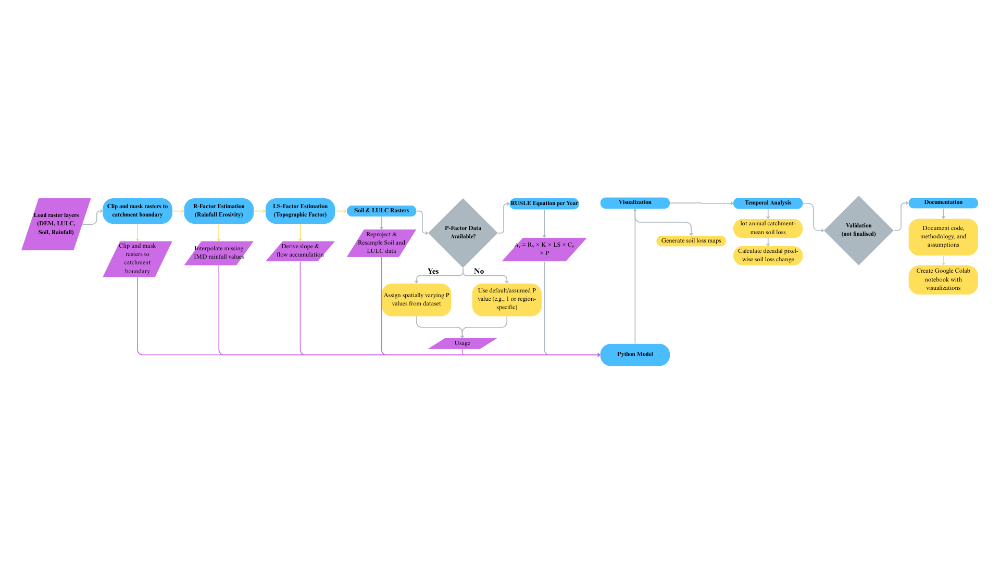 Load raster layers
(DEM, LULC,
Soil, Rainfall)
Clip and mask rasters to
catchment boundary
Clip and mask
rasters to
catchment
boundary
R-Factor Estimation
(Rainfall Erosivity)
Interpolate missing
IMD rainfall values
LS-Factor Estimation
(Topographic Factor)
Derive slope &
flow accumulation
Soil & LULC Rasters
Reproject &
Resample Soil and
LULC data
P-Factor Data
Available?
Yes
No
Assign spatially varying P
values from dataset
Use default/assumed P
value (e.g., 1 or region-
specific)
Usage
RUSLE Equation per Year
Aᵧ = Rᵧ × K × LS × Cᵧ
× P
Python Model
Visualization
Generate soil loss maps
Temporal Analysis
lot annual catchment-
mean soil loss
Calculate decadal pixel-
wise soil loss change
Validation
(not finalised)
Documentation
Document code,
methodology, and
assumptions
Create Google Colab
notebook with
visualizations